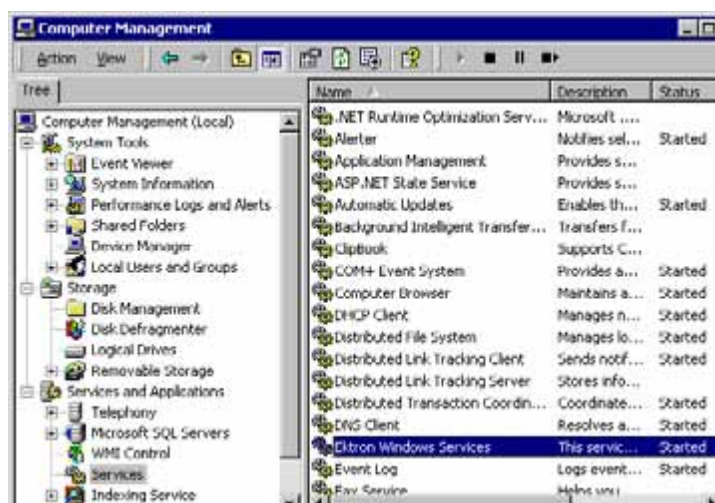 Computer Management
Action View
Tree
Computer Management (Local)
System Tools
Event Viewer
System Information
Performance Logs and Alerts
Shared Folders
Device Manager
Local Users and Groups
Storage
Disk Management
Disk Defragmenter
Logical Drives
Removable Storage
Services and Applications
Telephony
Microsoft SQL Servers
WMI Control
Services
Indexing Service
Name Description Status
.NET Runtime Optimization Serv... Microsoft ....
Alerter Notifies sel... Started
Application Management Provides s...
ASP.NET State Service Provides s...
Automatic Updates Enables th... Started
Background Intelligent Transfer... Transfers f...
ClipBook Supports C...
COM+ Event System Provides a... Started
Computer Browser Maintains a... Started
DHCP Client Manages n... Started
Distributed File System Manages lo... Started
Distributed Link Tracking Client Sends notif... Started
Distributed Link Tracking Server Stores info...
Distributed Transaction Coordin... Coordinate... Started
DNS Client Resolves a... Started
Ektron Windows Services This servic... Started
Event Log Logs event... Started
Fax Service Helps you